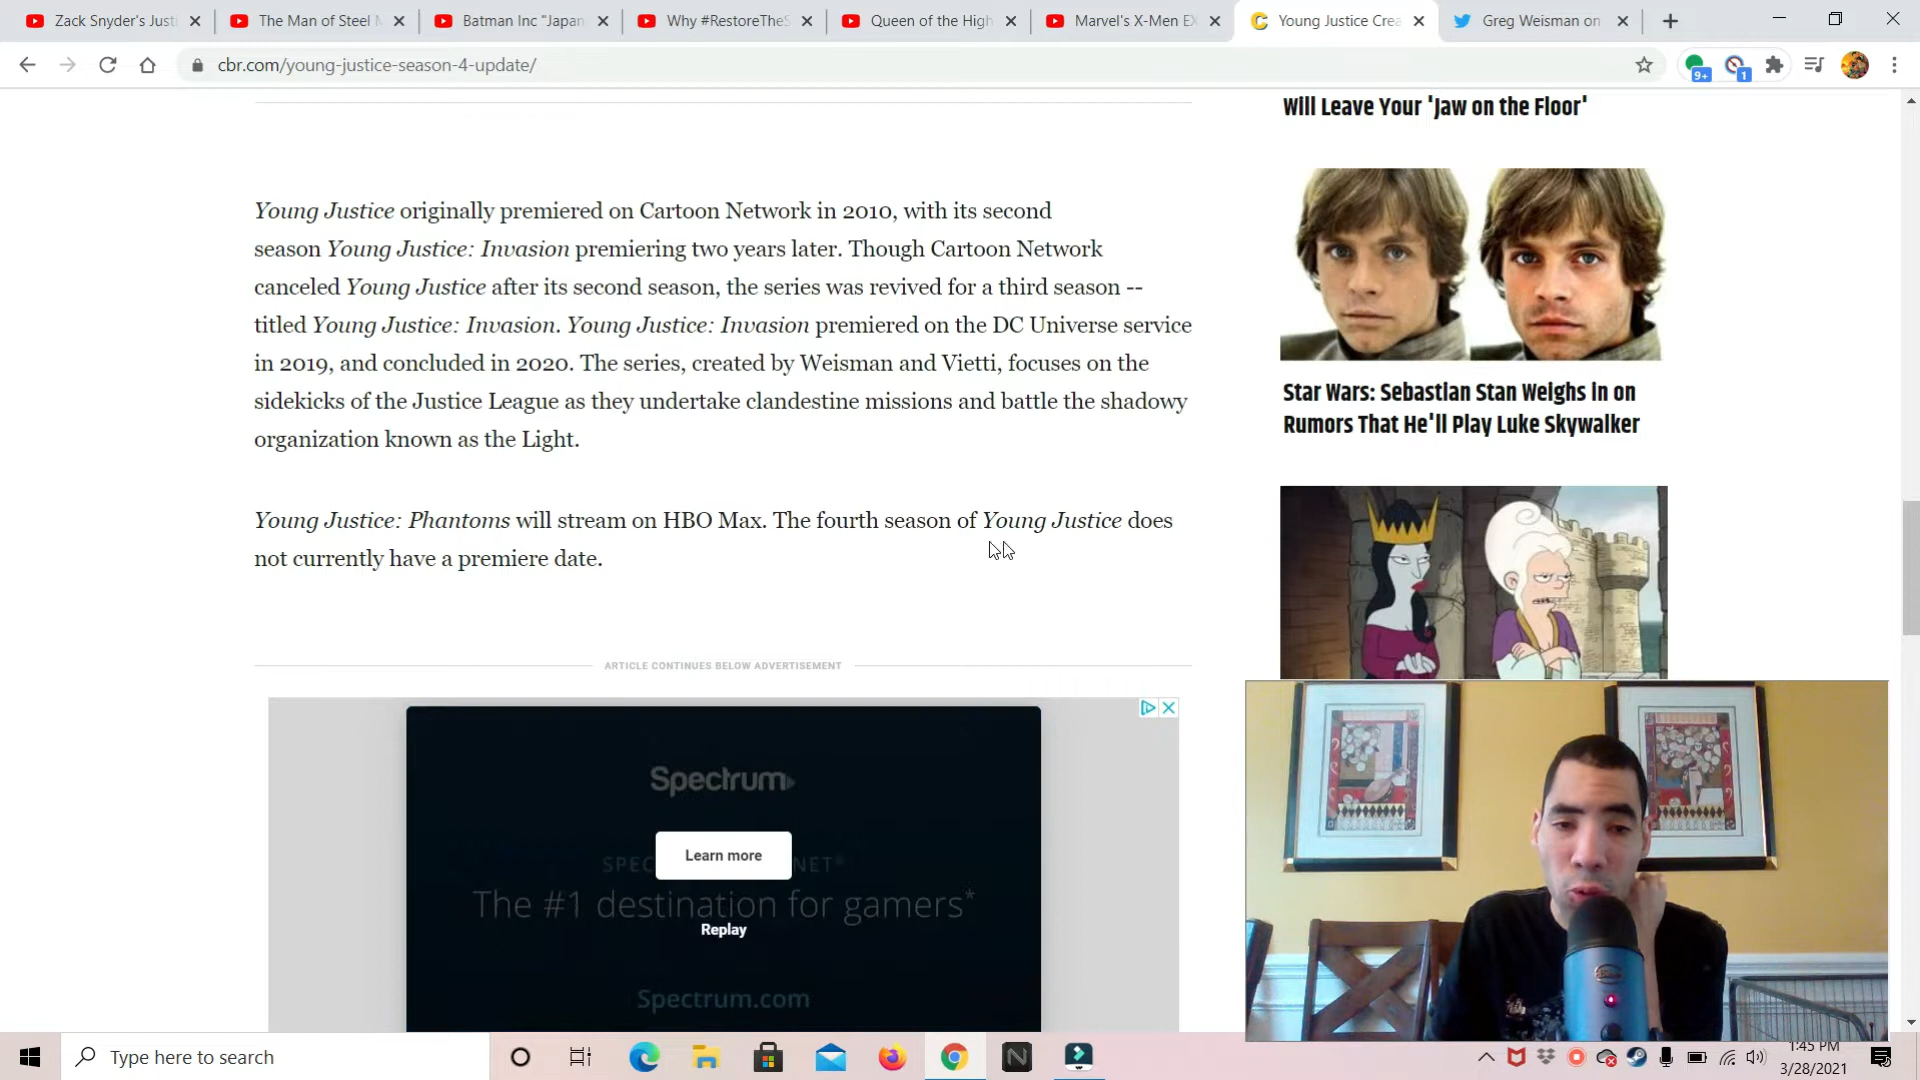 Zack Snyder's Justi
The Man of Steel M
Batman Inc "Japan
Why #RestoreTheS
Queen of the High
Marvel's X-Men EX
Young Justice Crea
Greg Weisman on
cbr.com/young-justice-season-4-update/
9+
1
Will Leave Your 'Jaw on the Floor'
Young Justice originally premiered on Cartoon Network in 2010, with its second
season Young Justice: Invasion premiering two years later. Though Cartoon Network
canceled Young Justice after its second season, the series was revived for a third season --
titled Young Justice: Invasion. Young Justice: Invasion premiered on the DC Universe service
in 2019, and concluded in 2020. The series, created by Weisman and Vietti, focuses on the
sidekicks of the Justice League as they undertake clandestine missions and battle the shadowy
organization known as the Light.
Young Justice: Phantoms will stream on HBO Max. The fourth season of Young Justice does
not currently have a premiere date.
Star Wars: Sebastian Stan Weighs in on
Rumors That He'll Play Luke Skywalker
ARTICLE CONTINUES BELOW ADVERTISEMENT
Spectrum
Learn more
The #1 destination for gamers*
Replay
Spectrum.com
Type here to search
1:45 PM
3/28/2021